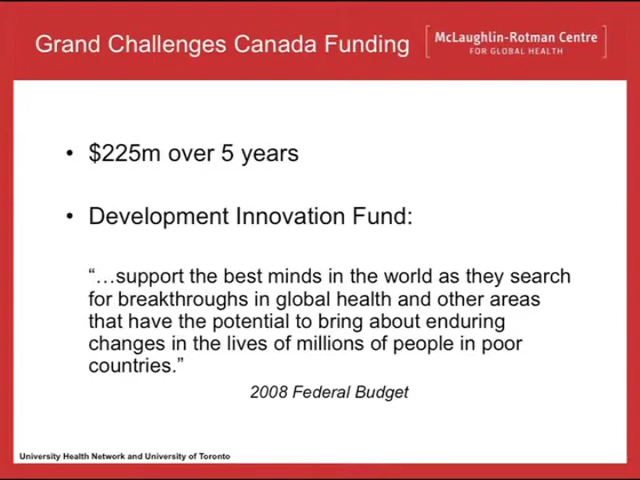 Grand Challenges Canada Funding
McLaughlin-Rotman Centre
FOR GLOBAL HEALTH
• $225m over 5 years
• Development Innovation Fund:
“…support the best minds in the world as they search
for breakthroughs in global health and other areas
that have the potential to bring about enduring
changes in the lives of millions of people in poor
countries.”
2008 Federal Budget
University Health Network and University of Toronto